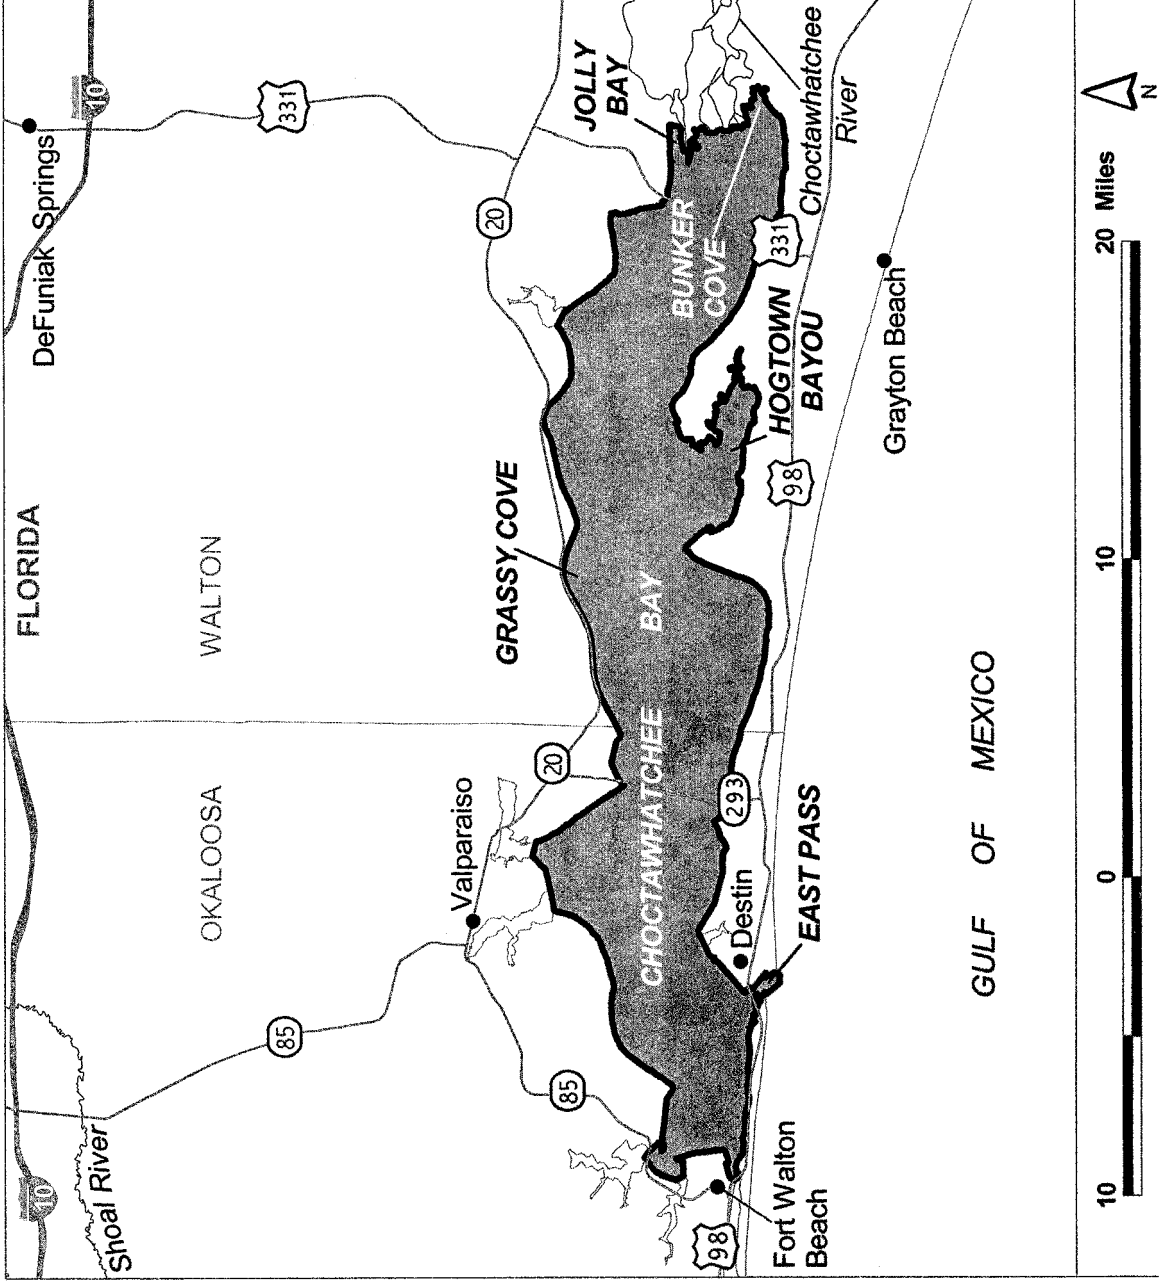 FLORIDA
DeFuniak Springs
10
331
WALTON
OKALOOSA
10
Shoal River
85
85
Valparaiso
20
20
GRASSY COVE
JOLLY
BAY
CHOCTAWHATCHEE BAY
BUNKER
COVE
Choctawhatchee
River
331
HOGTOWN
BAYOU
98
293
Destin
EAST PASS
Fort Walton
Beach
98
Grayton Beach
GULF OF MEXICO
10 0 10 20 Miles
N